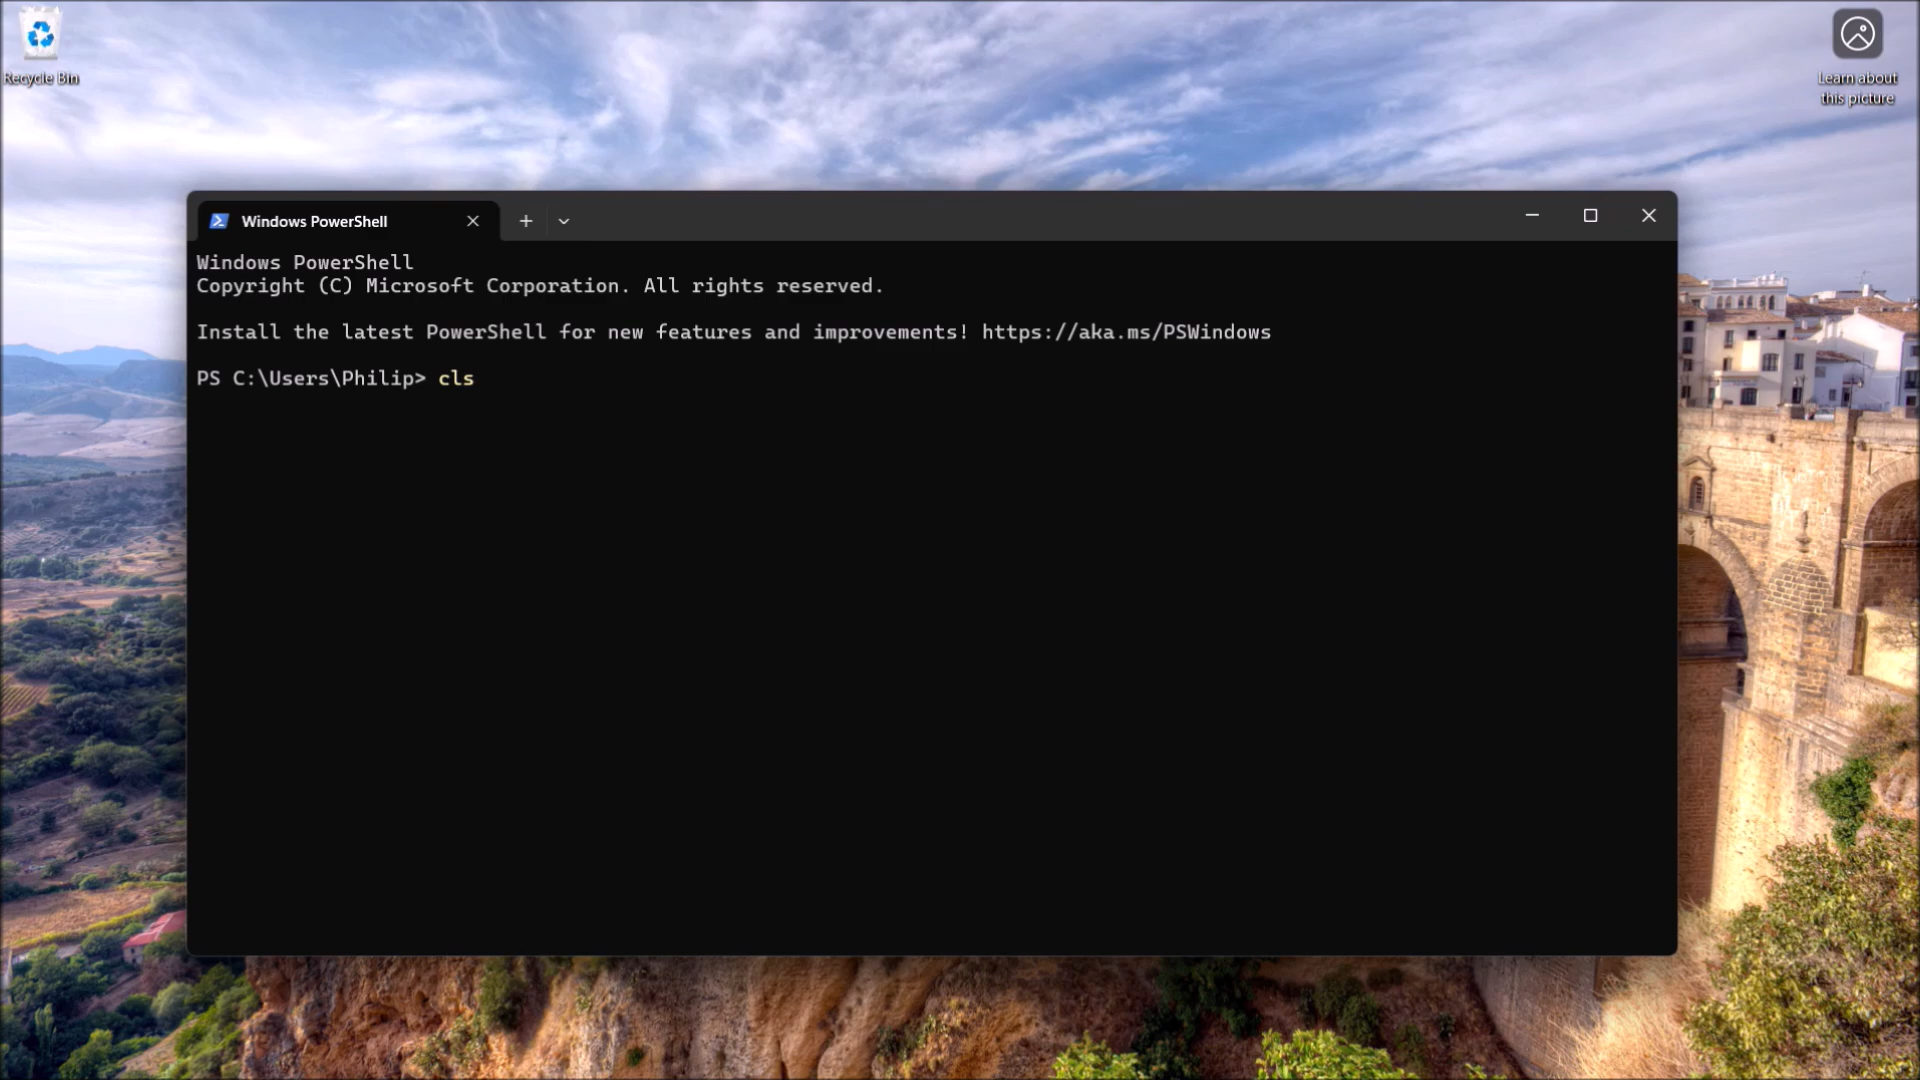 Recycle Bin
Learn about
this picture
Windows PowerShell
Windows PowerShell
Copyright (C) Microsoft Corporation. All rights reserved.
Install the latest PowerShell for new features and improvements! https://aka.ms/PSWindows
PS C:\Users\Philip> cls